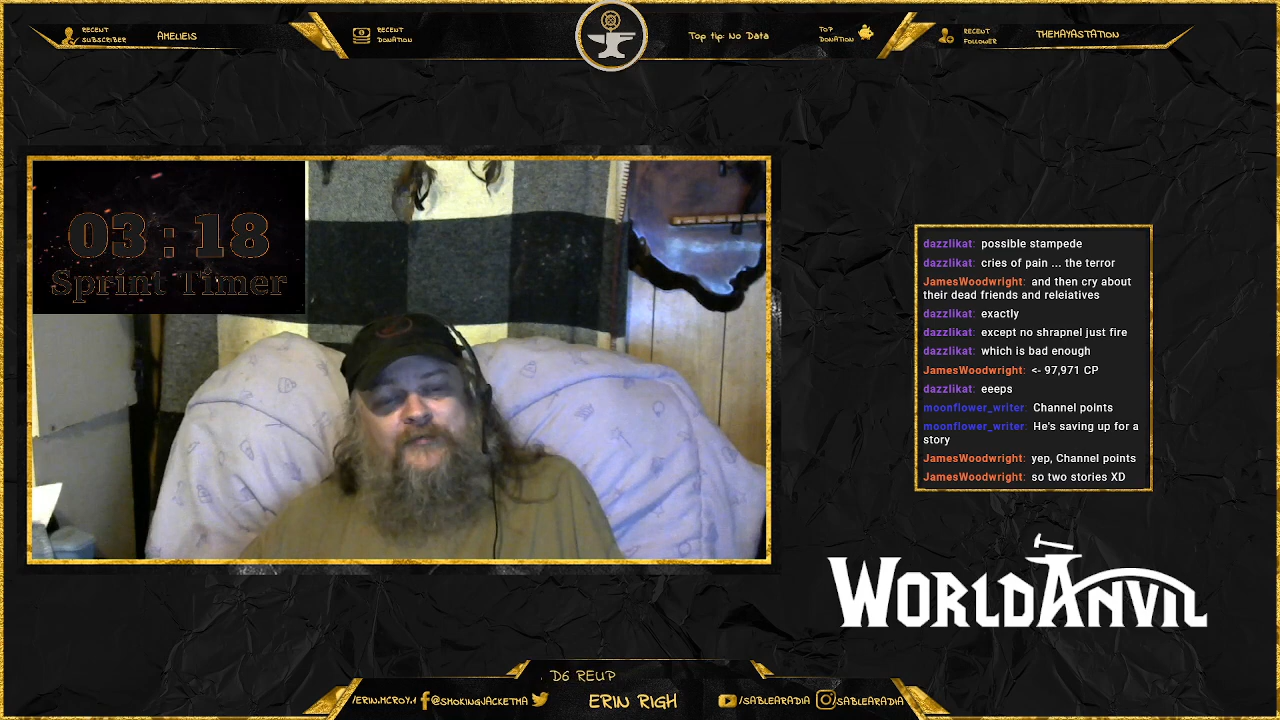 RECENT
SUBSCRIBER
AMELIEIS
RECENT
DONATION
Top tip: No Data
TOP
DONATION
RECENT
FOLLOWER
THEMAYASTATION
03:18
Sprint Timer
dazzlikat: possible stampede
dazzlikat: cries of pain ... the terror
JamesWoodwright: and then cry about
their dead friends and releiatives
dazzlikat: exactly
dazzlikat: except no shrapnel just fire
dazzlikat: which is bad enough
JamesWoodwright: <- 97,971 CP
dazzlikat: eeeps
moonflower_writer: Channel points
moonflower_writer: He's saving up for a
story
JamesWoodwright: yep, Channel points
JamesWoodwright: so two stories XD
WORLDANVIL
D6 REUP
/ERIN.MCROY.1
@SMOKINGJACKETMA
ERIN RIGH
/SABLEARADIA
/SABLEARADIA